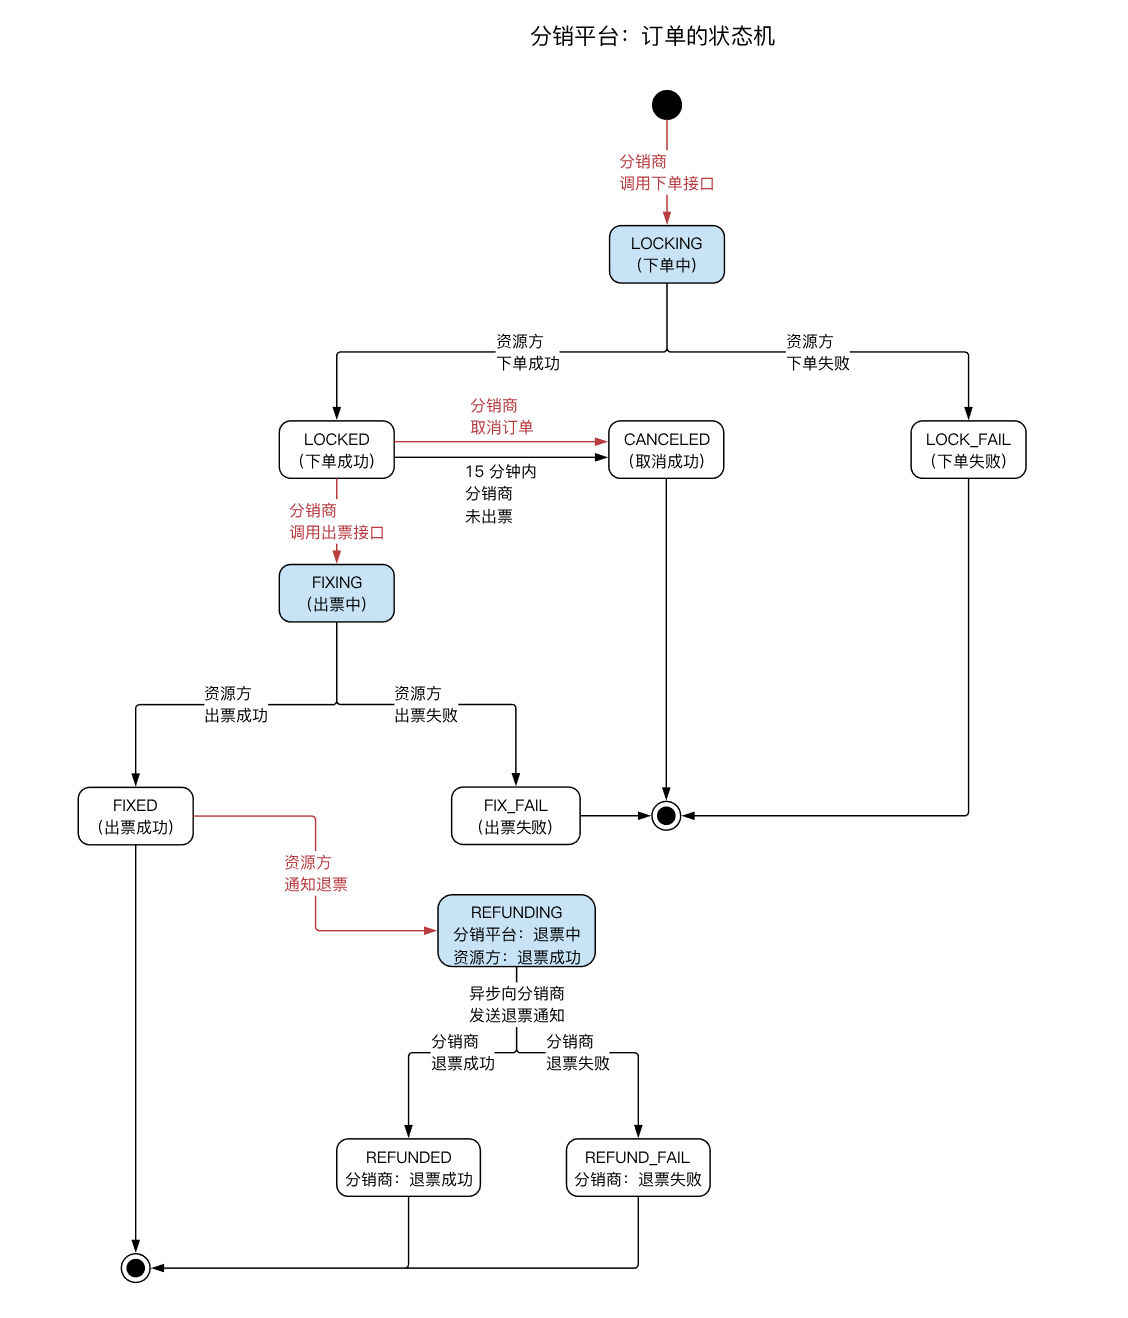 分销平台：订单的状态机
分销商
调用下单接口
LOCKING
（下单中）
资源方
下单成功
资源方
下单失败
分销商
取消订单
LOCKED
（下单成功）
CANCELED
（取消成功）
LOCK_FAIL
（下单失败）
15 分钟内
分销商
未出票
分销商
调用出票接口
FIXING
（出票中）
资源方
出票成功
资源方
出票失败
FIXED
（出票成功）
FIX_FAIL
（出票失败）
资源方
通知退票
REFUNDING
分销平台：退票中
资源方：退票成功
异步向分销商
发送退票通知
分销商
退票成功
分销商
退票失败
REFUNDED
分销商：退票成功
REFUND_FAIL
分销商：退票失败